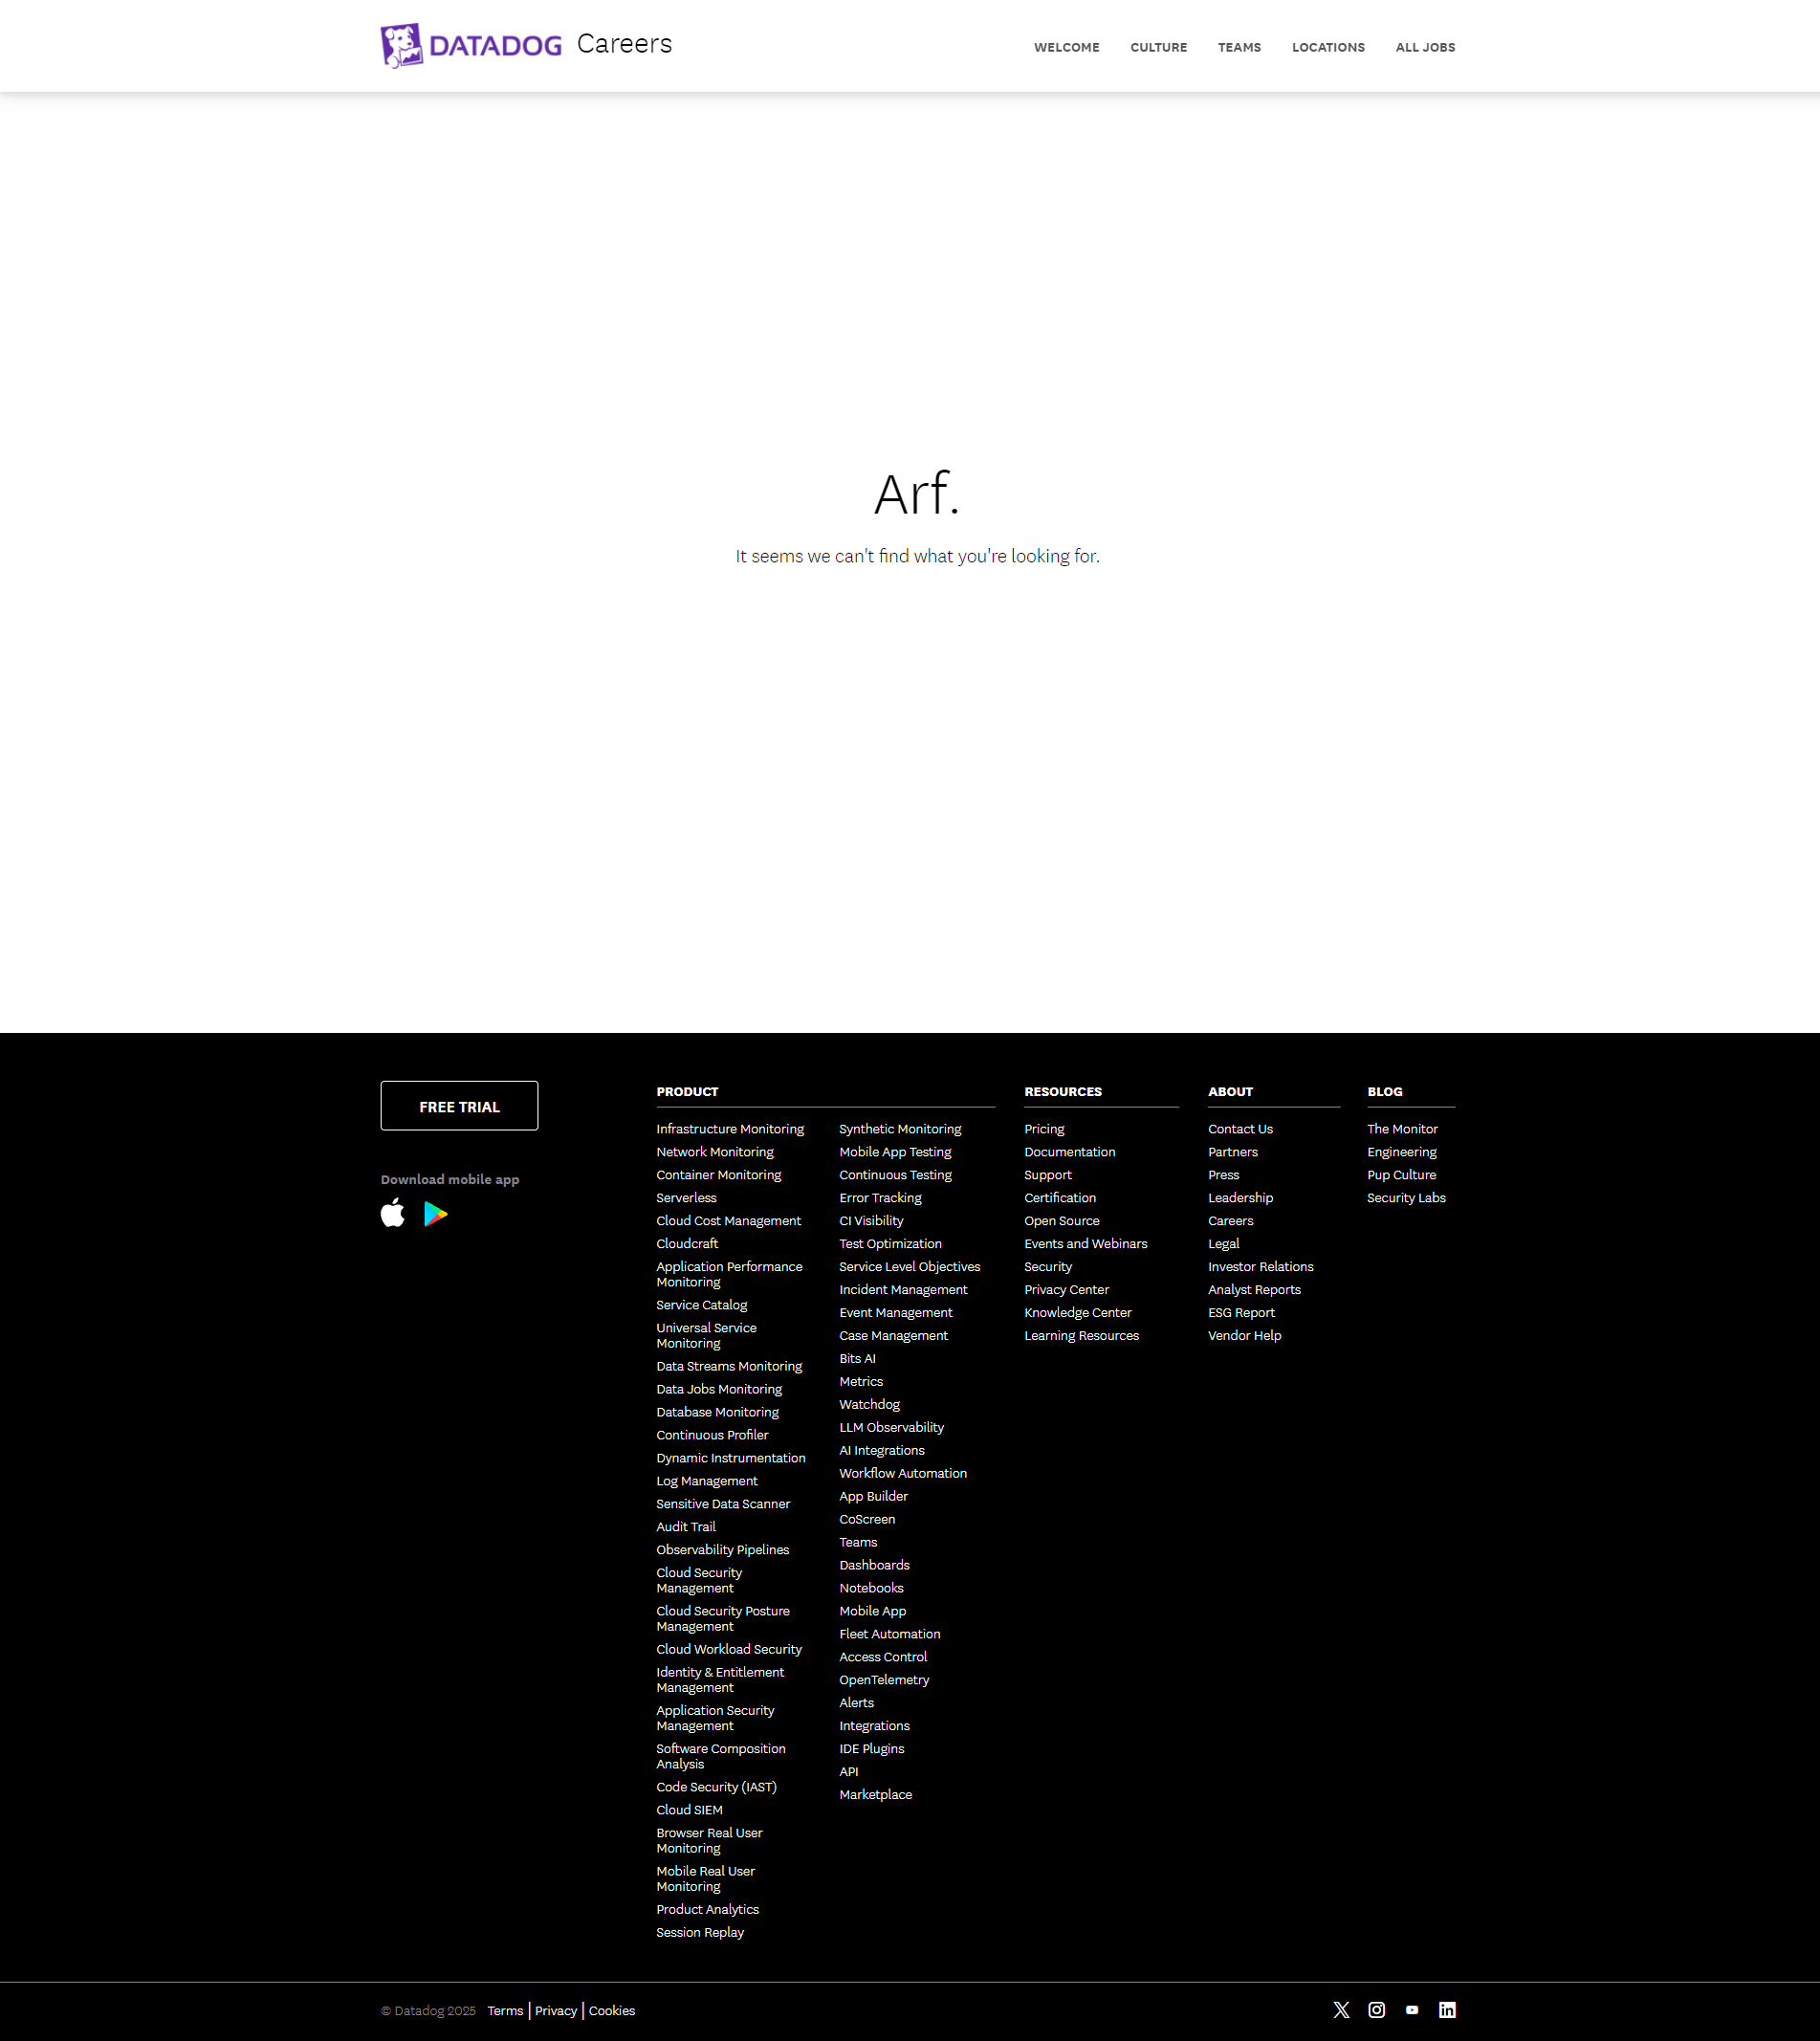 DATADOG Careers
WELCOME CULTURE TEAMS LOCATIONS ALL JOBS
Arf.
It seems we can't find what you're looking for.
FREE TRIAL
Download mobile app
PRODUCT
Infrastructure Monitoring
Network Monitoring
Container Monitoring
Serverless
Cloud Cost Management
Cloudcraft
Application Performance
Monitoring
Service Catalog
Universal Service
Monitoring
Data Streams Monitoring
Data Jobs Monitoring
Database Monitoring
Continuous Profiler
Dynamic Instrumentation
Log Management
Sensitive Data Scanner
Audit Trail
Observability Pipelines
Cloud Security
Management
Cloud Security Posture
Management
Cloud Workload Security
Identity & Entitlement
Management
Application Security
Management
Software Composition
Analysis
Code Security (IAST)
Cloud SIEM
Browser Real User
Monitoring
Mobile Real User
Monitoring
Product Analytics
Session Replay
Synthetic Monitoring
Mobile App Testing
Continuous Testing
Error Tracking
CI Visibility
Test Optimization
Service Level Objectives
Incident Management
Event Management
Case Management
Bits AI
Metrics
Watchdog
LLM Observability
AI Integrations
Workflow Automation
App Builder
CoScreen
Teams
Dashboards
Notebooks
Mobile App
Fleet Automation
Access Control
OpenTelemetry
Alerts
Integrations
IDE Plugins
API
Marketplace
RESOURCES
Pricing
Documentation
Support
Certification
Open Source
Events and Webinars
Security
Privacy Center
Knowledge Center
Learning Resources
ABOUT
Contact Us
Partners
Press
Leadership
Careers
Legal
Investor Relations
Analyst Reports
ESG Report
Vendor Help
BLOG
The Monitor
Engineering
Pup Culture
Security Labs
© Datadog 2025 Terms | Privacy | Cookies